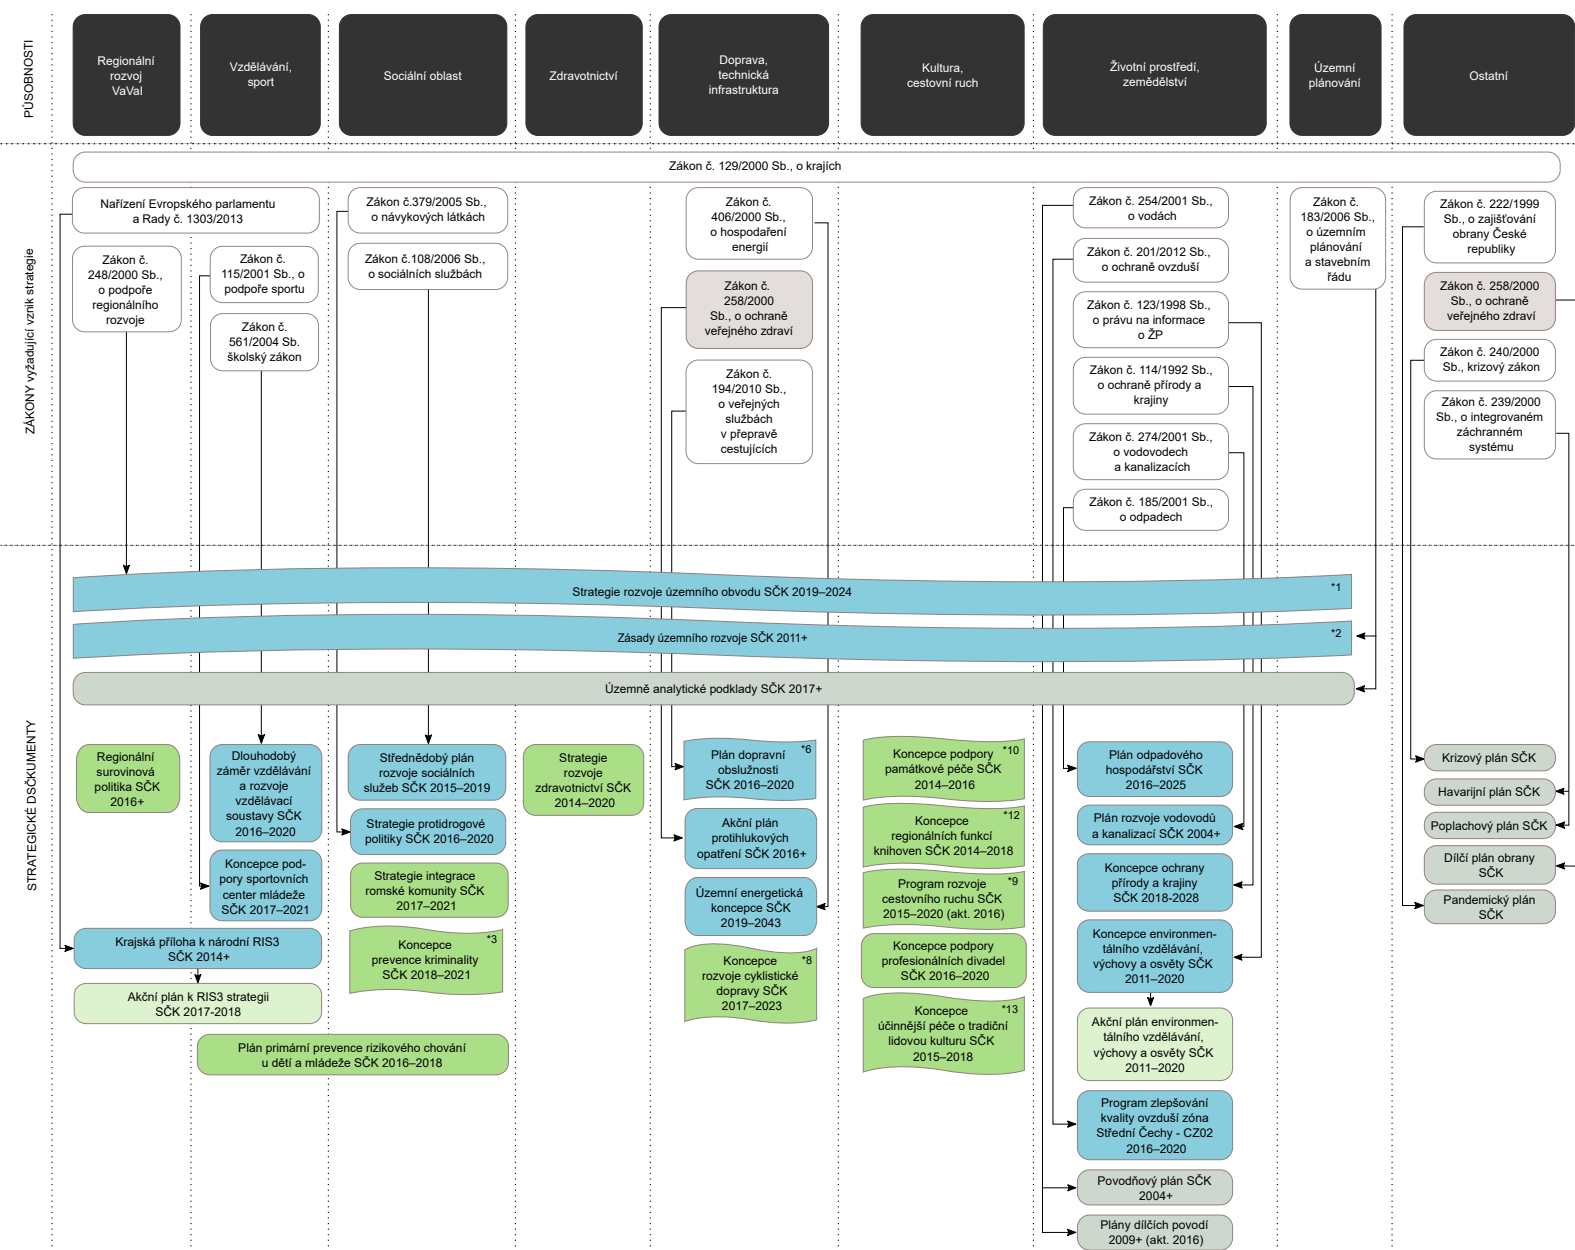 PŮSOBNOSTI
Regionální
rozvoj
VaVaI
Vzdělávání,
sport
Sociální oblast
Zdravotnictví
Doprava,
technická
infrastruktura
Kultura,
cestovní ruch
Životní prostředí,
zemědělství
Územní
plánování
Ostatní
ZÁKONY vyžadující vznik strategie
Zákon č. 129/2000 Sb., o krajích
Nařízení Evropského parlamentu
a Rady č. 1303/2013
Zákon č.
248/2000 Sb.,
o podpoře
regionálního
rozvoje
Zákon č.
115/2001 Sb., o
podpoře sportu
Zákon č.
561/2004 Sb.
školský zákon
Zákon č.379/2005 Sb.,
o návykových látkách
Zákon č.108/2006 Sb.,
o sociálních službách
Zákon č.
406/2000 Sb.,
o hospodaření
energií
Zákon č.
258/2000
Sb., o ochraně
veřejného zdraví
Zákon č.
194/2010 Sb.,
o veřejných
službách
v přepravě
cestujících
Zákon č. 254/2001 Sb.,
o vodách
Zákon č. 201/2012 Sb.,
o ochraně ovzduší
Zákon č. 123/1998 Sb.,
o právu na informace
o ŽP
Zákon č. 114/1992 Sb.,
o ochraně přírody a
krajiny
Zákon č. 274/2001 Sb.,
o vodovodech
a kanalizacích
Zákon č. 185/2001 Sb.,
o odpadech
Zákon č.
183/2006 Sb.,
o územním
plánování
a stavebním
řádu
Zákon č. 222/1999
Sb., o zajišťování
obrany České
republiky
Zákon č. 258/2000
Sb., o ochraně
veřejného zdraví
Zákon č. 240/2000
Sb., krizový zákon
Zákon č. 239/2000
Sb., o integrovaném
záchranném
systému
STRATEGICKÉ DSČKUMENTY
Strategie rozvoje územního obvodu SČK 2019–2024
*1
Zásady územního rozvoje SČK 2011+
*2
Územně analytické podklady SČK 2017+
Regionální
surovinová
politika SČK
2016+
Dlouhodobý
záměr vzdělávání
a rozvoje
vzdělávací
soustavy SČK
2016–2020
Koncepce pod-
pory sportovních
center mládeže
SČK 2017–2021
Krajská příloha k národní RIS3
SČK 2014+
Akční plán k RIS3 strategii
SČK 2017-2018
Plán primární prevence rizikového chování
u dětí a mládeže SČK 2016–2018
Střednědobý plán
rozvoje sociálních
služeb SČK 2015–2019
Strategie protidrogové
politiky SČK 2016–2020
Strategie integrace
romské komunity SČK
2017–2021
Koncepce
prevence kriminality
SČK 2018–2021
*3
Strategie
rozvoje
zdravotnictví SČK
2014–2020
Plán dopravní
obslužnosti
SČK 2016–2020
*6
Akční plán
protihlukových
opatření SČK 2016+
Územní energetická
koncepce SČK
2019–2043
Koncepce
rozvoje cyklistické
dopravy SČK
2017–2023
*8
Koncepce podpory
památkové péče SČK
2014–2016
*10
Koncepce
regionálních funkcí
knihoven SČK 2014–2018
*12
Program rozvoje
cestovního ruchu SČK
2015–2020 (akt. 2016)
*9
Koncepce podpory
profesionálních divadel
SČK 2016–2020
Koncepce
účinnější péče o tradiční
lidovou kulturu SČK
2015–2018
*13
Plán odpadového
hospodářství SČK
2016–2025
Plán rozvoje vodovodů
a kanalizací SČK 2004+
Koncepce ochrany
přírody a krajiny
SČK 2018-2028
Koncepce environmen-
tálního vzdělávání,
výchovy a osvěty SČK
2011–2020
Akční plán environmen-
tálního vzdělávání,
výchovy a osvěty SČK
2011–2020
Program zlepšování
kvality ovzduší zóna
Střední Čechy - CZ02
2016–2020
Povodňový plán SČK
2004+
Plány dílčích povodí
2009+ (akt. 2016)
Krizový plán SČK
Havarijní plán SČK
Poplachový plán SČK
Dílčí plán obrany
SČK
Pandemický plán
SČK